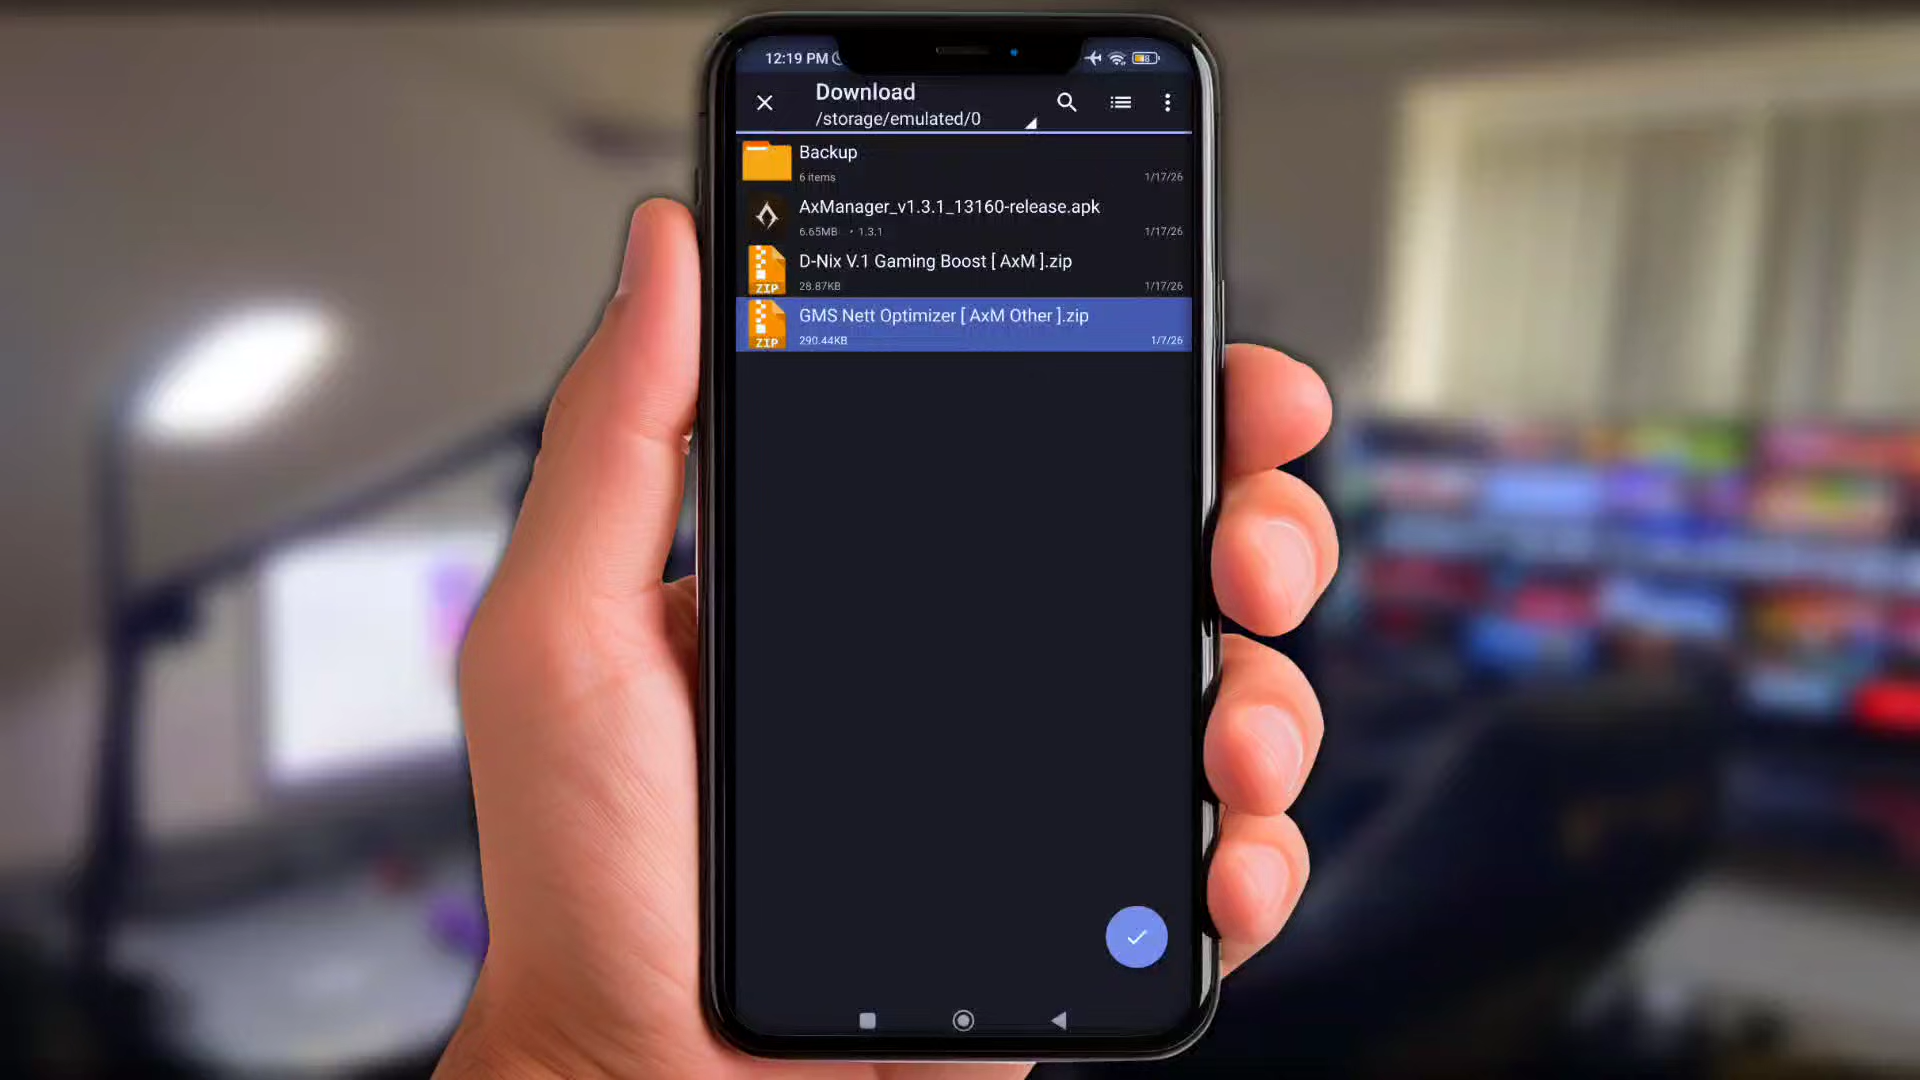 12:19 PM
Download
/storage/emulated/0
Backup
6 items
1/17/26
AxManager_v1.3.1_13160-release.apk
6.65MB • 1.3.1
1/17/26
ZIP
D-Nix V.1 Gaming Boost [ AxM ].zip
28.87KB
1/17/26
ZIP
GMS Nett Optimizer [ AxM Other ].zip
290.44KB
1/7/26